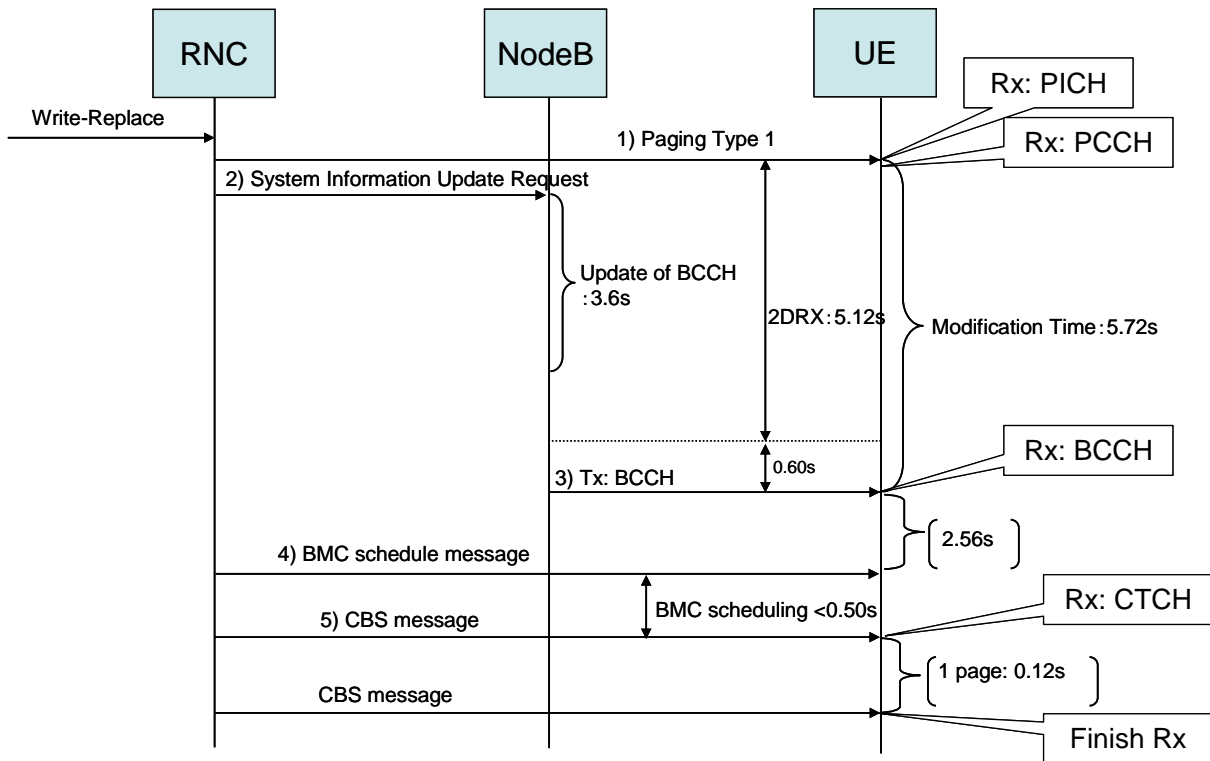 RNC
NodeB
UE
Rx: PICH
Write-Replace
1) Paging Type 1
Rx: PCCH
2) System Information Update Request
Update of BCCH
：3.6s
2DRX：5.12s
Modification Time：5.72s
Rx: BCCH
0.60s
3) Tx: BCCH
2.56s
4) BMC schedule message
BMC scheduling <0.50s
Rx: CTCH
5) CBS message
1 page: 0.12s
CBS message
Finish Rx